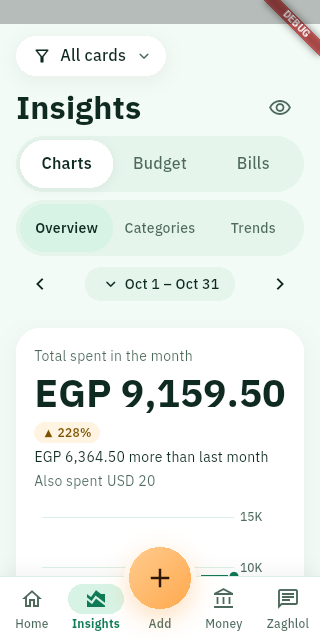 DEBUG
All cards
Insights
Charts Budget Bills
Overview Categories Trends
Oct 1 – Oct 31
Total spent in the month
EGP 9,159.50
▲ 228%
EGP 6,364.50 more than last month
Also spent USD 20
15K
10K
Home Insights Add Money Zaghlol